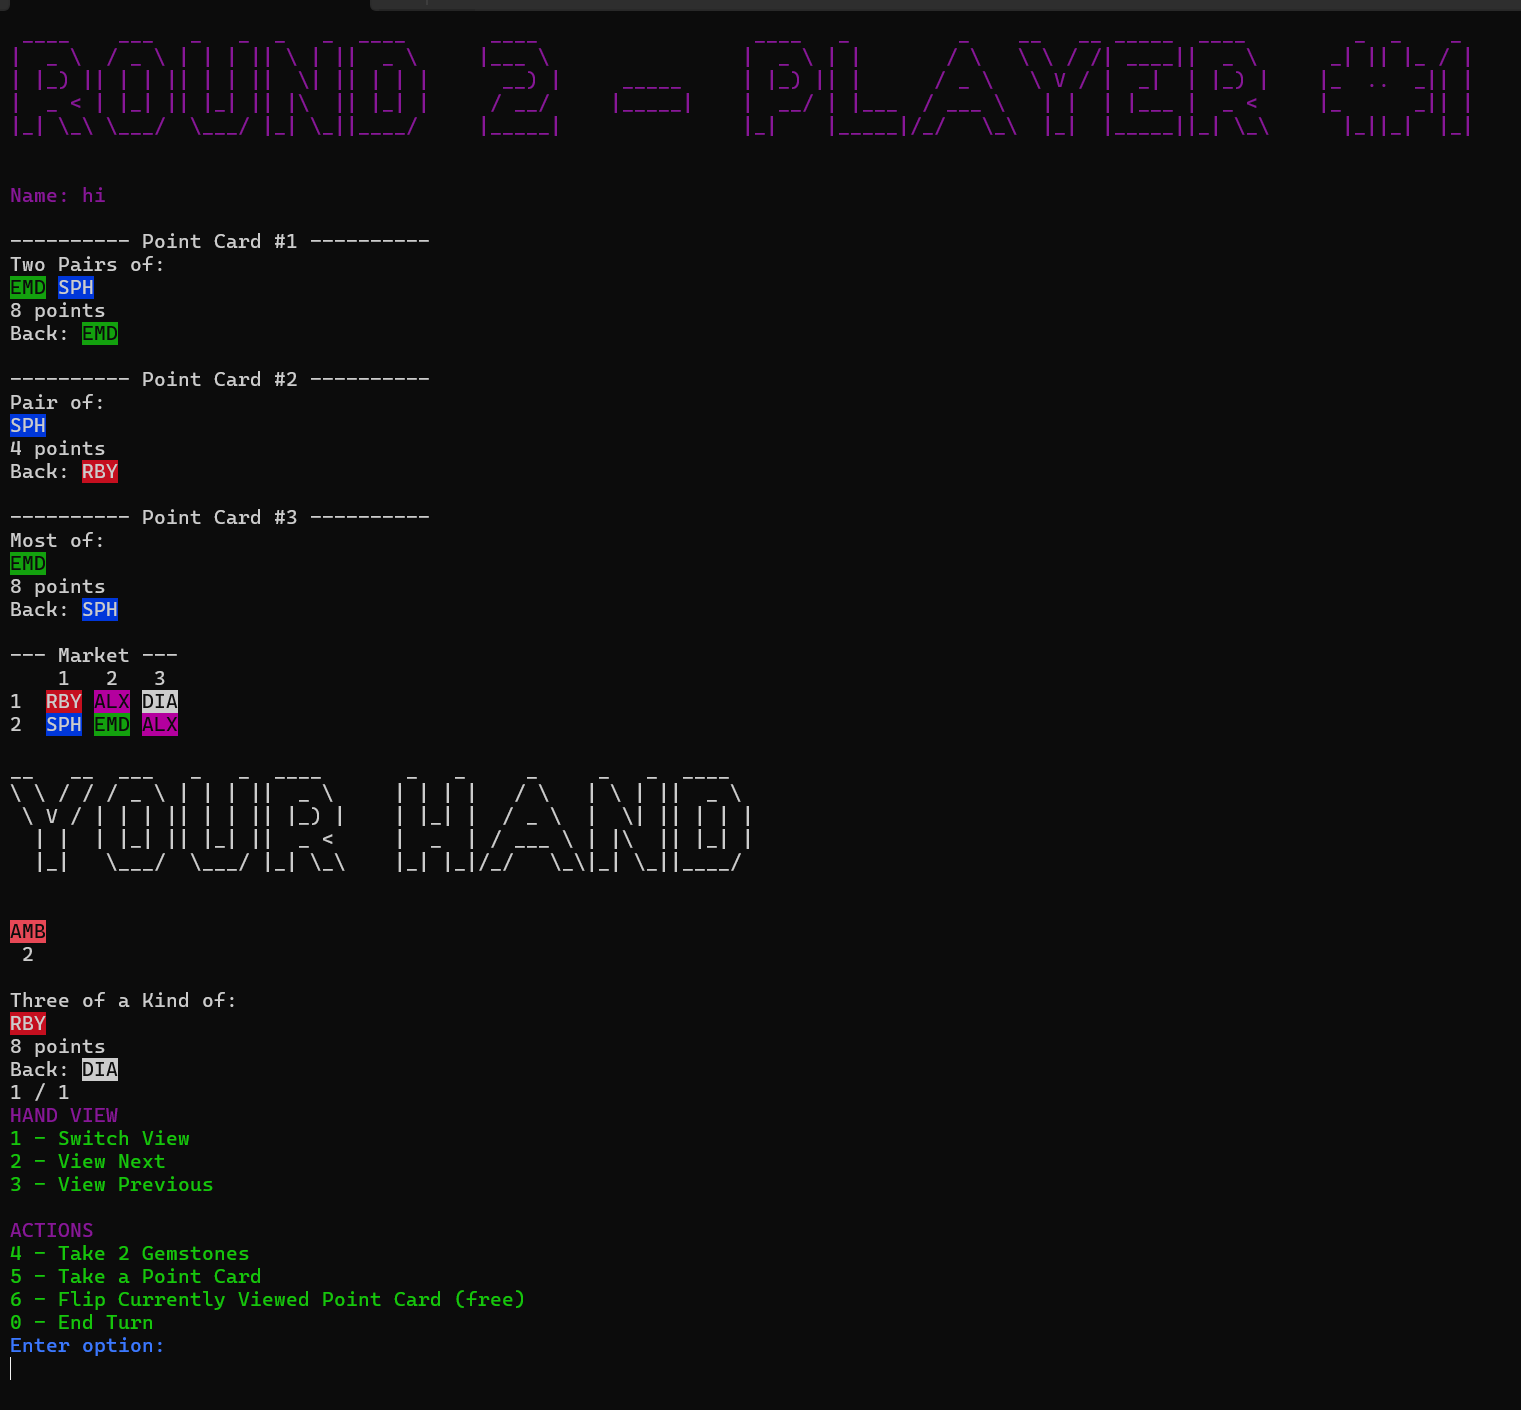 ROUND 2 - PLAYER #1
Name: hi
---------- Point Card #1 ----------
Two Pairs of:
EMD SPH
8 points
Back: EMD
---------- Point Card #2 ----------
Pair of:
SPH
4 points
Back: RBY
---------- Point Card #3 ----------
Most of:
EMD
8 points
Back: SPH
--- Market ---
1 2 3
1 RBY ALX DIA
2 SPH EMD ALX
YOUR HAND
AMB
2
Three of a Kind of:
RBY
8 points
Back: DIA
1 / 1
HAND VIEW
1 - Switch View
2 - View Next
3 - View Previous
ACTIONS
4 - Take 2 Gemstones
5 - Take a Point Card
6 - Flip Currently Viewed Point Card (free)
0 - End Turn
Enter option: